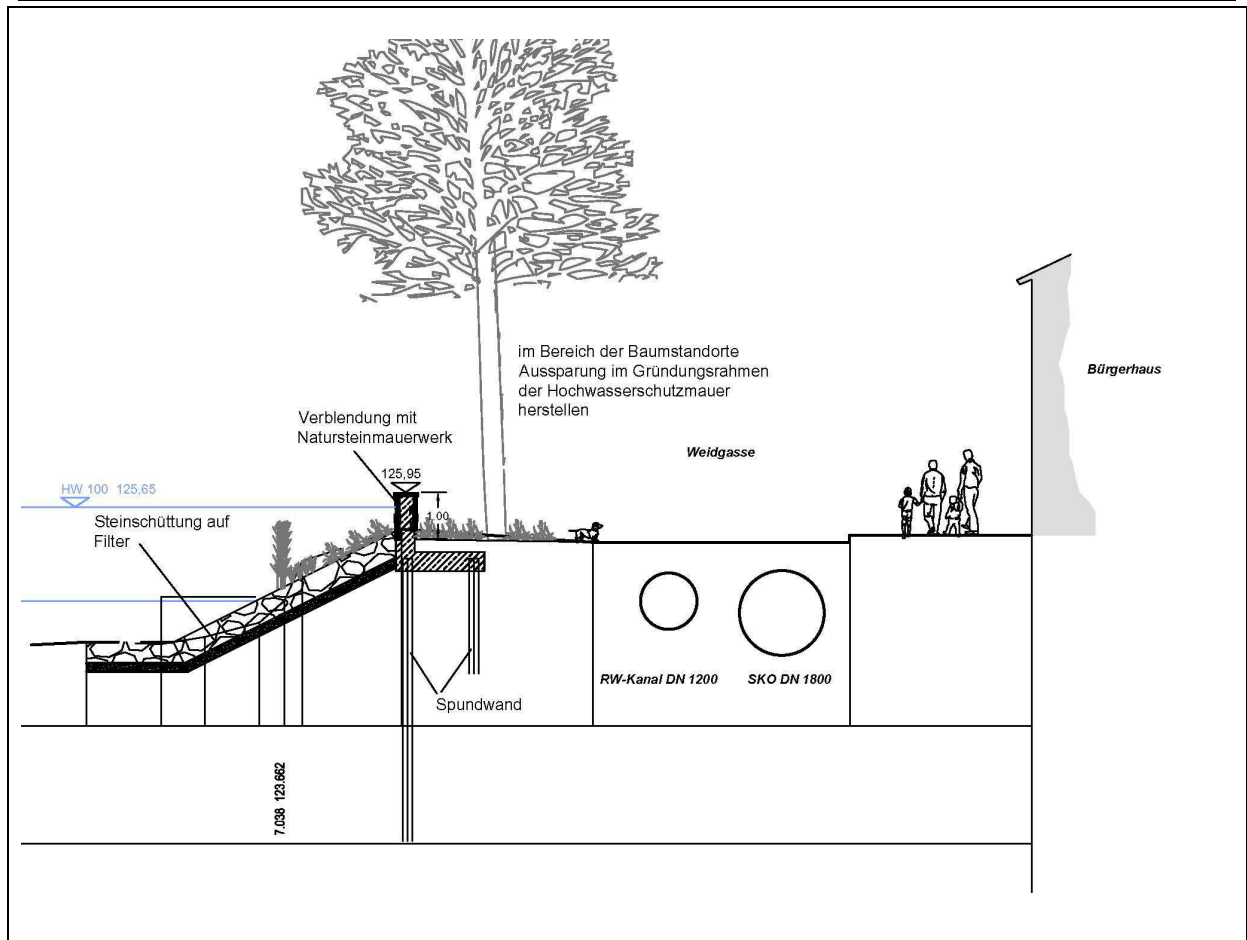 im Bereich der Baumstandorte
Aussparung im Gründungsrahmen
der Hochwasserschutzmauer
herstellen
Bürgerhaus
Verblendung mit
Natursteinmauerwerk
Weidgasse
125,95
HW 100 125,65
1.00
Steinschüttung auf
Filter
RW-Kanal DN 1200
SKO DN 1800
Spundwand
7.038 123.662